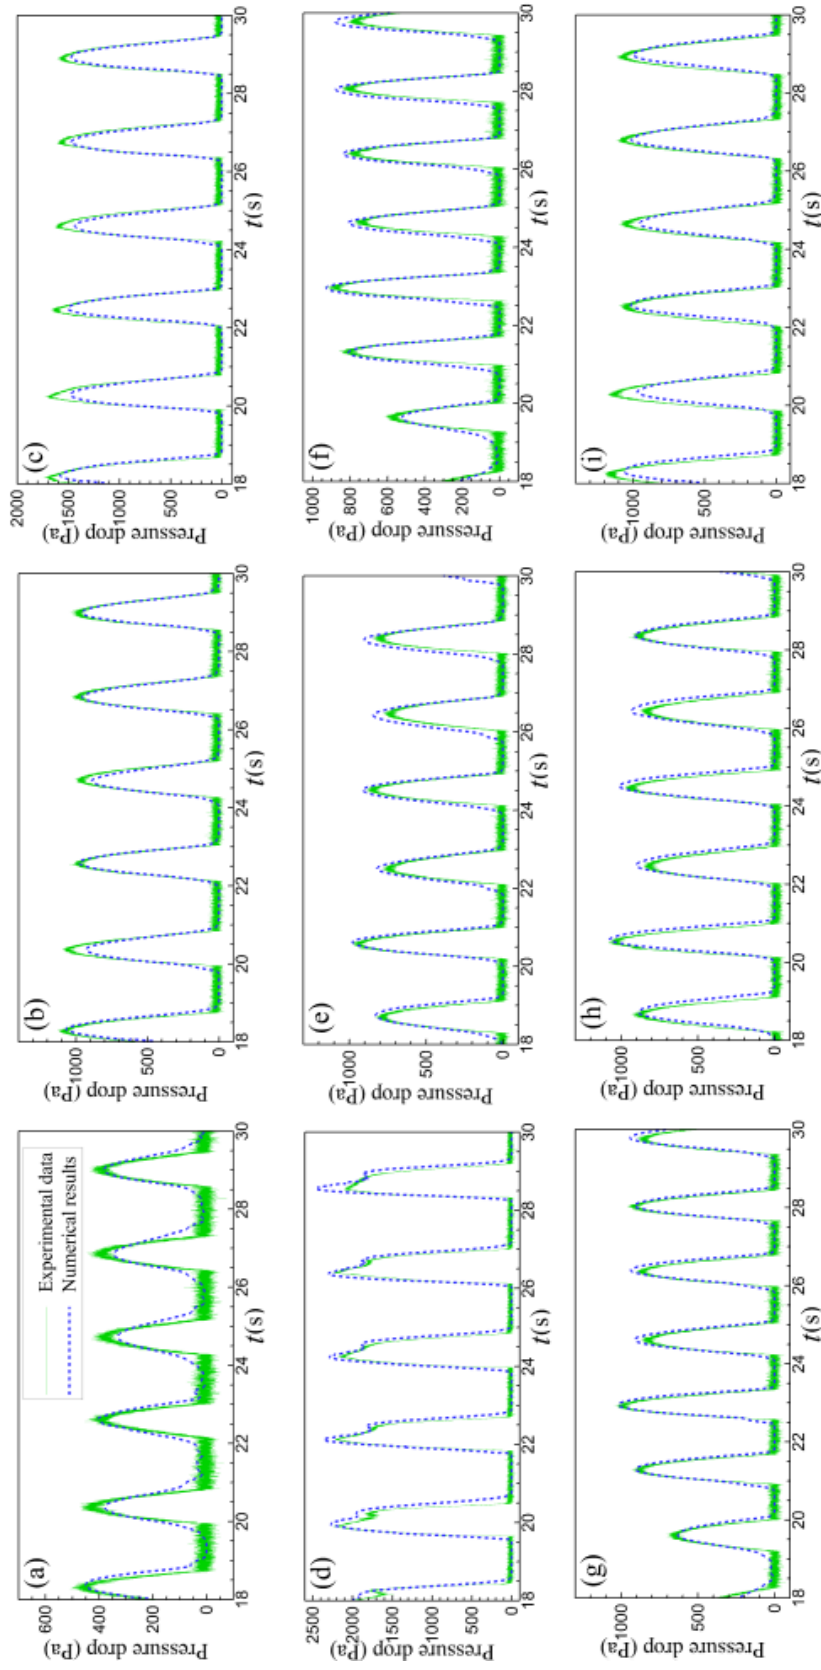 (a)
Experimental data
Numerical results
Pressure drop (Pa)
600
400
200
0
18 20 22 24 26 28 30
t(s)
(b)
Pressure drop (Pa)
1000
500
0
18 20 22 24 26 28 30
t(s)
(c)
Pressure drop (Pa)
2000
1500
1000
500
0
18 20 22 24 26 28 30
t(s)
(d)
Pressure drop (Pa)
2500
2000
1500
1000
500
0
18 20 22 24 26 28 30
t(s)
(e)
Pressure drop (Pa)
1000
800
600
400
200
0
18 20 22 24 26 28 30
t(s)
(f)
Pressure drop (Pa)
1000
800
600
400
200
0
18 20 22 24 26 28 30
t(s)
(g)
Pressure drop (Pa)
1000
500
0
18 20 22 24 26 28 30
t(s)
(h)
Pressure drop (Pa)
1000
500
0
18 20 22 24 26 28 30
t(s)
(i)
Pressure drop (Pa)
1000
500
0
18 20 22 24 26 28 30
t(s)